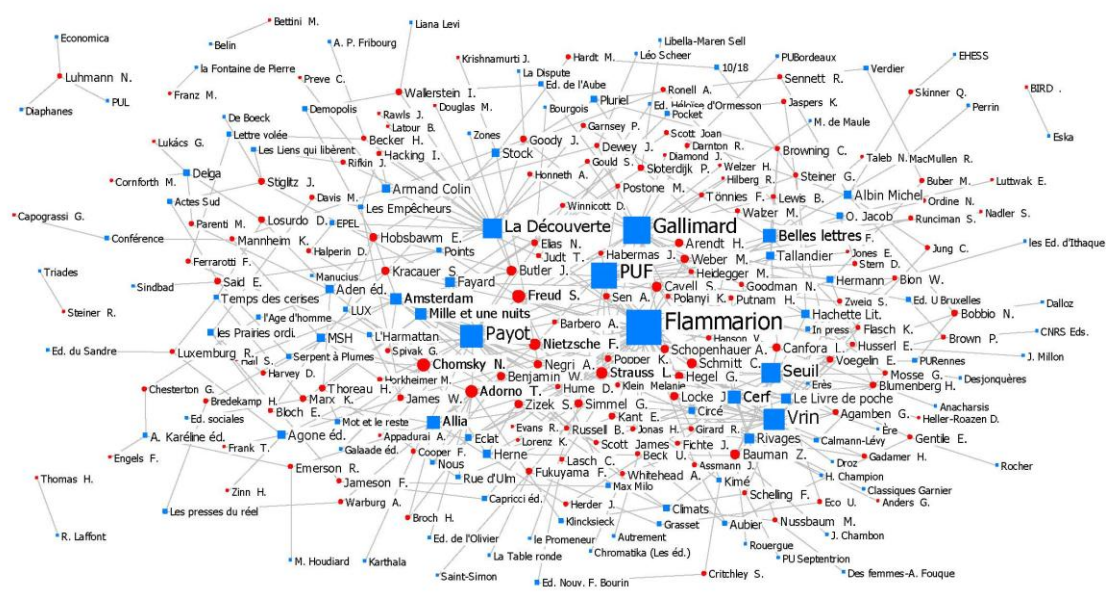 Bettini M.
Liana Levi
Economica
Belin
A. P. Fribourg
Libella-Maren Sell
Krishnamurti J.
Hardt M.
Léo Scheer
PUBordeaux
EHESS
la Fontaine de Pierre
La Dispute
10/18
Verdier
Luhmann N.
Preve C.
Wallerstein I.
Ed. de l'Aube
Sennett R.
Franz M.
Bourgois
Pluriel
Ronell A.
Skinner Q.
BIRD .
Diaphanes
PUL
Demopolis
Douglas M.
Ed. Héloïse d'Ormesson
Jaspers K.
Perrin
De Boeck
Rawls J.
Pocket
M. de Maule
Lettre volée
Latour B.
Garnsey P.
Scott Joan
Lukács G.
Becker H.
Zones
Goody J.
Dewey J.
Darnton R.
Browning C.
Eska
Les Liens qui libèrent
Hacking I.
Stock
Diamond J.
Rifkin J.
Gould S.
Sloterdijk P.
Welzer H.
Steiner G.
Taleb N.
MacMullen R.
Delga
Honneth A.
Hilberg R.
Cornforth M.
Stiglitz J.
Armand Colin
Postone M.
Tönnies F.
Lewis B.
Albin Michel
Buber M.
Luttwak E.
Actes Sud
Davis M.
Winnicott D.
Ordine N.
Les Empêcheurs
Walzer M.
O. Jacob
Runciman S.
Nadler S.
Capograssi G.
Parenti M.
Losurdo D.
EPEL
La Découverte
Gallimard
Conférence
Mannheim K.
Hobsbawm E.
Elias N.
Arendt H.
Belles lettres
F.
Halperin D.
Points
Judt T.
Habermas J.
Weber M.
Tallandier
Jones E.
Jung C.
les Ed. d'Ithaque
Ferrarotti F.
Kracauer S.
Butler J.
PUF
Heidegger M.
Stern D.
Triades
Sindbad
Said E.
Manucius
Fayard
Cavell S.
Goodman N.
Hermann
Bion W.
Aden éd.
Temps des cerises
Amsterdam
Freud S.
Sen A.
Polanyi K.
Putnam H.
Zweig S.
Ed. U Bruxelles
Dalloz
Steiner R.
l'Age d'homme
LUX
Mille et une nuits
Flammarion
Hachette Lit.
Bobbio N.
les Prairies ordi.
Barbero A.
In press
Flasch K.
CNRS Eds.
MSH
L'Harmattan
Payot
Nietzsche F.
Hanson V.
Husserl E.
Brown P.
Ed. du Sandre
Luxemburg R.
Serpent à Plumes
Spivak G.
Popper K.
Schopenhauer A.
Canfora L.
Voegelin E.
PURennes
J. Millon
Harvey D.
Chomsky N.
Negri A.
Strauss L.
Schmitt C.
Seuil
Mosse G.
Desjonquères
Horkheimer M.
Benjamin W.
Hegel G.
Blumenberg H.
Chesterton G.
Thoreau H.
James W.
Adorno T.
Hume D.
Klein Melanie
Erès
Bredekamp H.
Marx K.
Locke J.
Cerf
Le Livre de poche
Anacharsis
Ed. sociales
Bloch E.
Zizek S.
Simmel G.
Circé
Agamben G.
Heller-Roazen D.
Mot et le reste
Allia
Kant E.
Vrin
Ère
A. Karéline éd.
Agone éd.
Appadurai A.
Eclat
Evans R.
Russell B.
Jonas H.
Girard R.
Rivages
Calmann-Lévy
Gentile E.
Engels F.
Frank T.
Galaade éd.
Cooper F.
Lorenz K.
Scott James
Fichte J.
Droz
Gadamer H.
Herne
Lasch C.
Beck U.
Bauman Z.
Rocher
Emerson R.
Nous
Assmann J.
H. Champion
Thomas H.
Zinn H.
Jameson F.
Rue d'Ulm
Fukuyama F.
Whitehead A.
Kimé
Classiques Garnier
Max Milo
Schelling F.
Eco U.
Anders G.
Les presses du réel
Warburg A.
Capricci éd.
Herder J.
Climats
Broch H.
Klincksieck
Grasset
Aubier
Nussbaum M.
R. Laffont
Ed. de l'Olivier
le Promeneur
Autrement
Rouergue
J. Chambon
La Table ronde
Chromatika (Les éd.)
PU Septentrion
M. Houdiard
Karthala
Saint-Simon
Ed. Nouv. F. Bourin
Critchley S.
Des femmes-A. Fouque